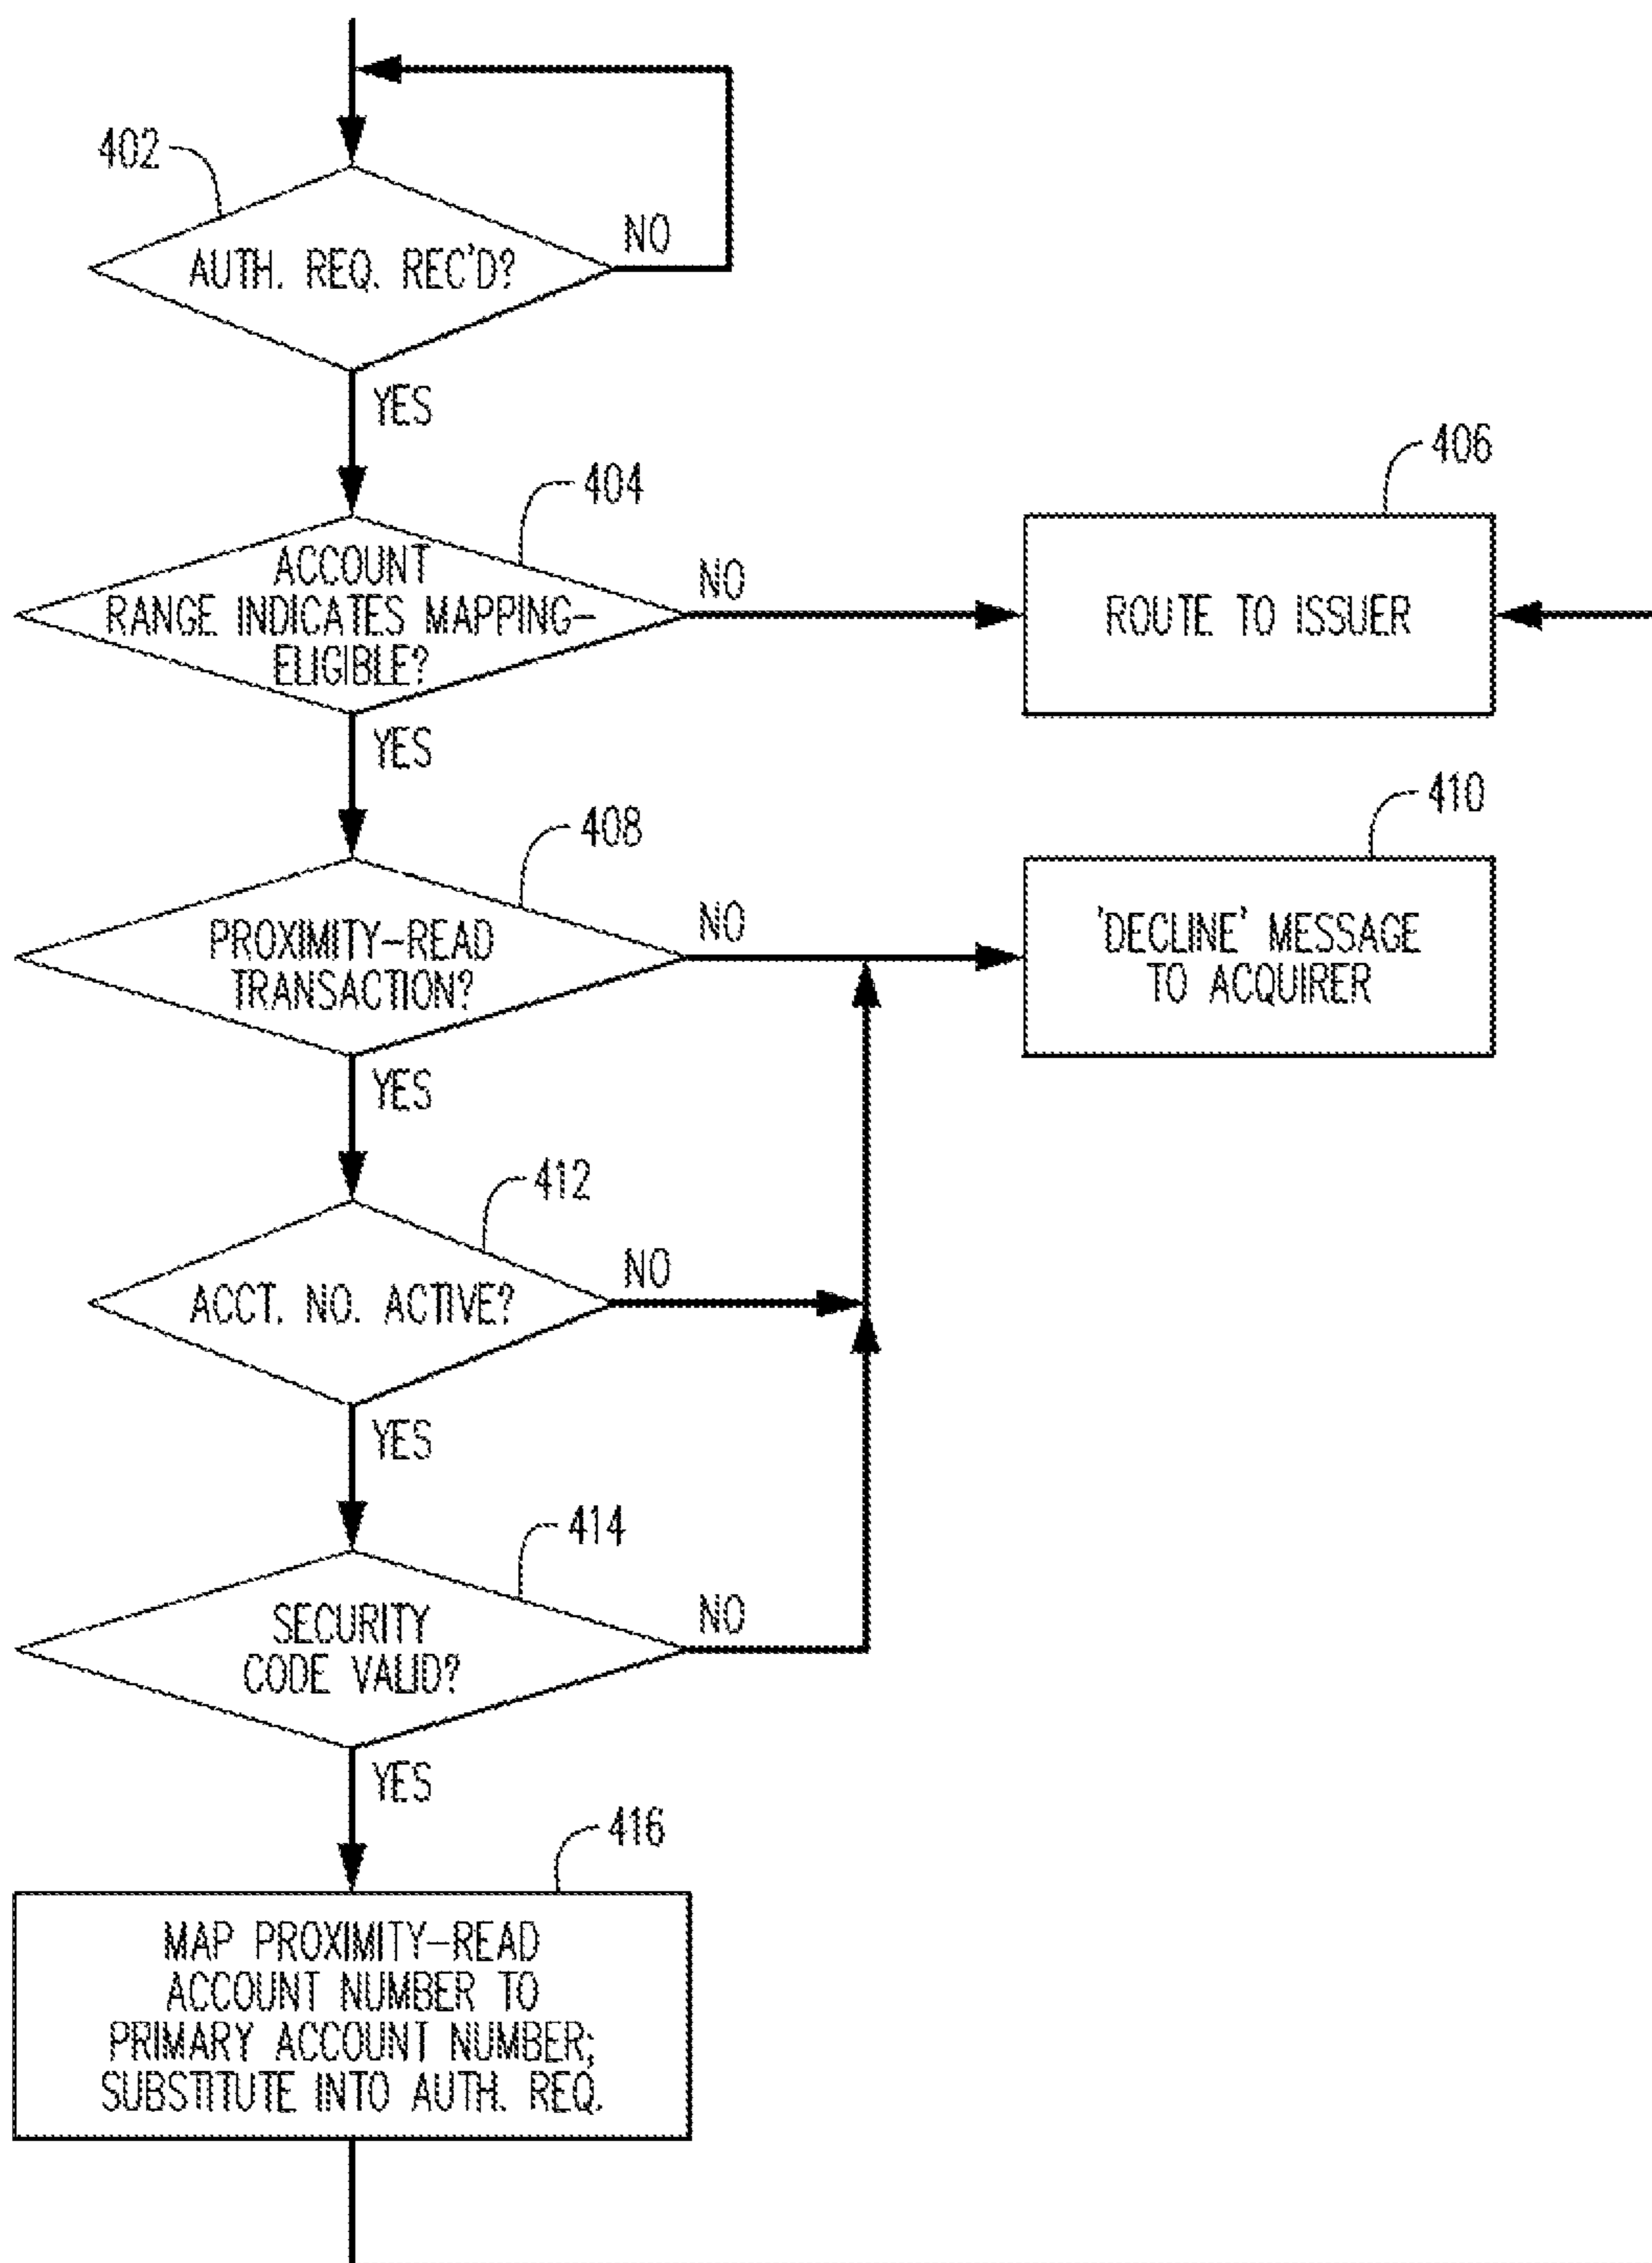 402
AUTH. REQ. REC'D?
NO
YES
404
ACCOUNT
RANGE INDICATES MAPPING-
ELIGIBLE?
NO
406
ROUTE TO ISSUER
YES
408
PROXIMITY-READ
TRANSACTION?
NO
410
'DECLINE' MESSAGE
TO ACQUIRER
YES
412
ACCT. NO. ACTIVE?
NO
YES
414
SECURITY
CODE VALID?
NO
YES
416
MAP PROXIMITY-READ
ACCOUNT NUMBER TO
PRIMARY ACCOUNT NUMBER;
SUBSTITUTE INTO AUTH. REQ.